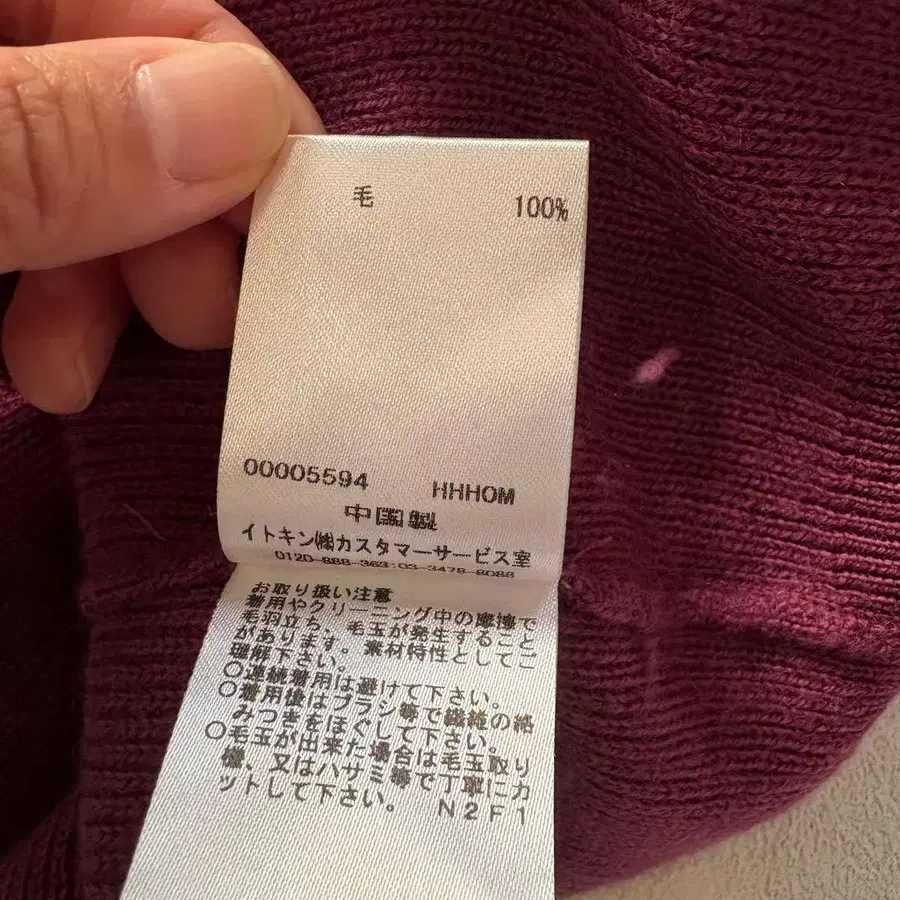 毛 100%
00005594 HHHOM
中国製
イトキン㈱カスタマーサービス室
0120-888-363:03-3478-8088
お取り扱い注意
着用やクリーニング中の摩擦で
毛羽立ち、毛玉が発生すること
があります。素材特性としてご
理解下さい。
○連続着用は避けて下さい。
○着用後はブラシ等で繊維の絡
みつきをほぐして下さい。
○毛玉が出来た場合は毛玉取り
機、又はハサミ等で丁寧にカ
ットして下さい。 N2F1